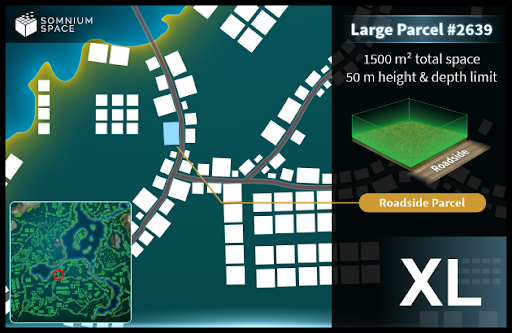 SOMNIUM
SPACE
Large Parcel #2639
1500 m² total space
50 m height & depth limit
Roadside
Roadside Parcel
XL